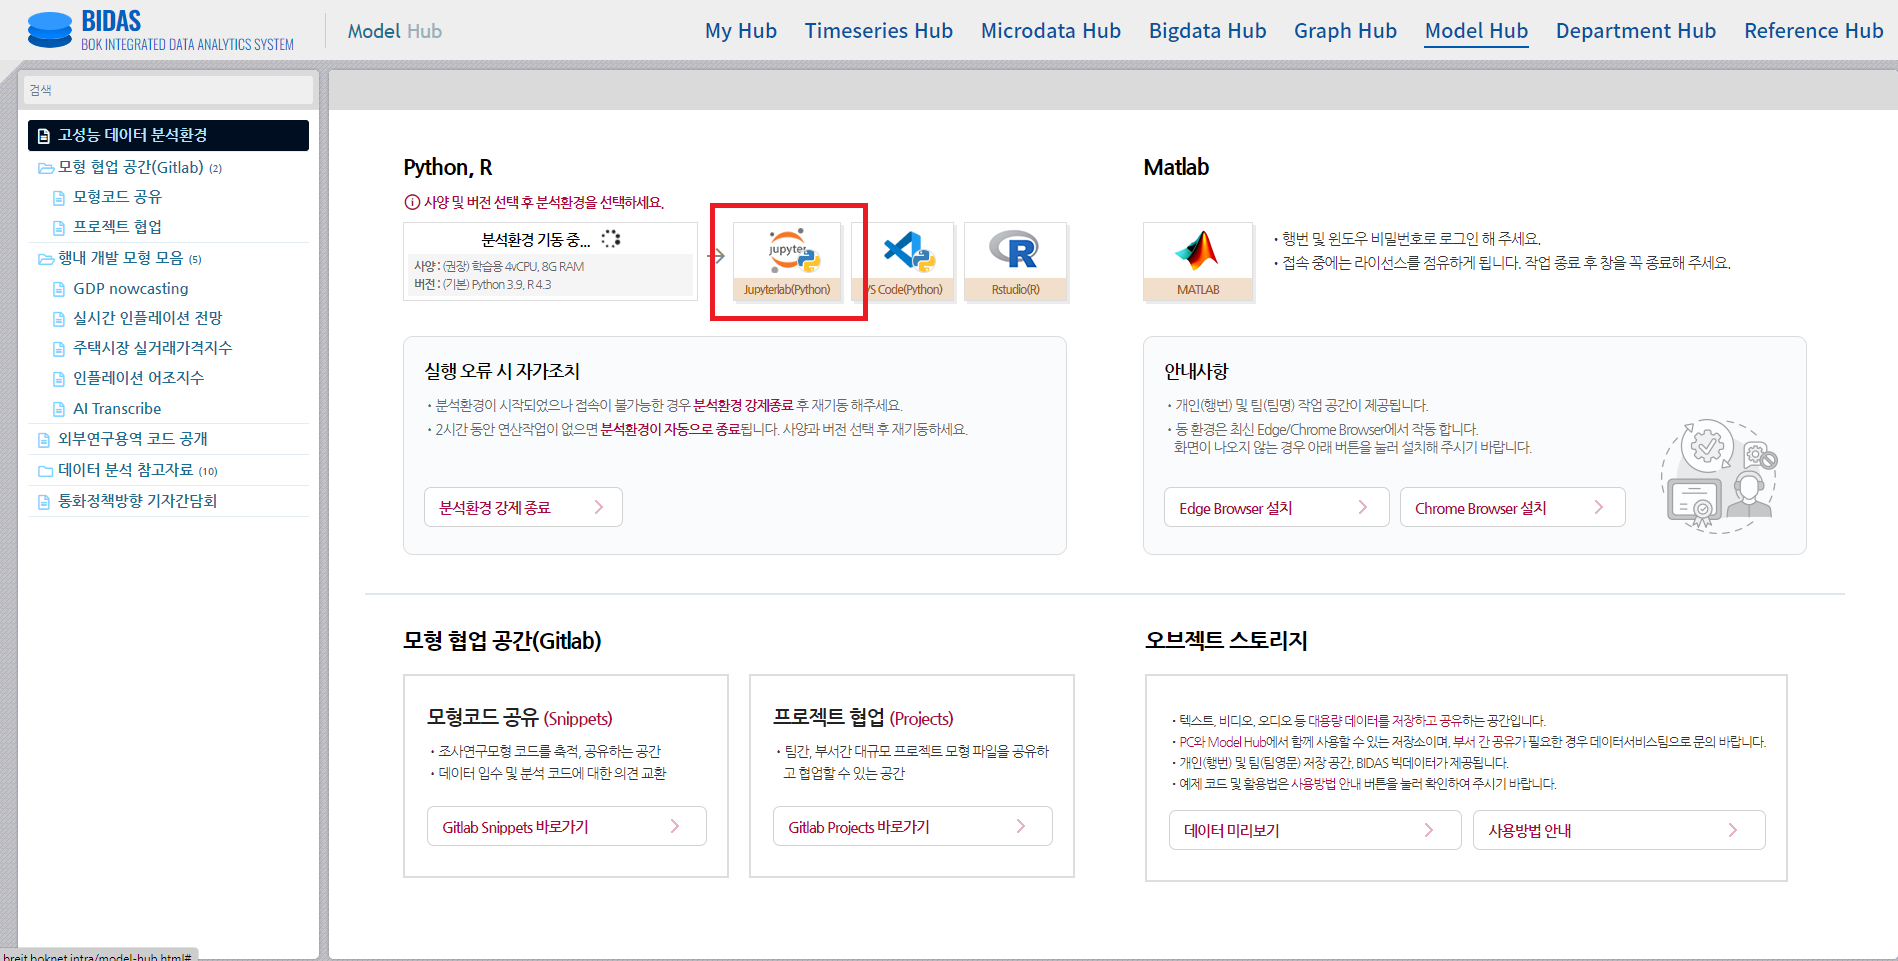 BIDAS
BOK INTEGRATED DATA ANALYTICS SYSTEM
Model Hub
My Hub
Timeseries Hub
Microdata Hub
Bigdata Hub
Graph Hub
Model Hub
Department Hub
Reference Hub
검색
고성능 데이터 분석환경
모형 협업 공간(Gitlab) (2)
모형코드 공유
프로젝트 협업
행내 개발 모형 모음 (5)
GDP nowcasting
실시간 인플레이션 전망
주택시장 실거래가격지수
인플레이션 어조지수
AI Transcribe
외부연구용역 코드 공개
데이터 분석 참고자료 (10)
통화정책방향 기자간담회
Python, R
사양 및 버전 선택 후 분석환경을 선택하세요.
분석환경 기동 중...
사양 : (권장) 학습용 4vCPU, 8G RAM
버전 : (기본) Python 3.9, R 4.3
jupyter
Jupyterlab(Python)
VS Code(Python)
R
Rstudio(R)
실행 오류 시 자가조치
· 분석환경이 시작되었으나 접속이 불가능한 경우 분석환경 강제종료 후 재기동 해주세요.
· 2시간 동안 연산작업이 없으면 분석환경이 자동으로 종료됩니다. 사양과 버전 선택 후 재기동하세요.
분석환경 강제 종료
Matlab
MATLAB
· 행번 및 윈도우 비밀번호로 로그인 해 주세요.
· 접속 중에는 라이선스를 점유하게 됩니다. 작업 종료 후 창을 꼭 종료해 주세요.
안내사항
· 개인(행번) 및 팀(팀명) 작업 공간이 제공됩니다.
· 동 환경은 최신 Edge/Chrome Browser에서 작동 합니다.
화면이 나오지 않는 경우 아래 버튼을 눌러 설치해 주시기 바랍니다.
Edge Browser 설치
Chrome Browser 설치
모형 협업 공간(Gitlab)
모형코드 공유 (Snippets)
· 조사연구모형 코드를 축적, 공유하는 공간
· 데이터 입수 및 분석 코드에 대한 의견 교환
Gitlab Snippets 바로가기
프로젝트 협업 (Projects)
· 팀간, 부서간 대규모 프로젝트 모형 파일을 공유하
고 협업할 수 있는 공간
Gitlab Projects 바로가기
오브젝트 스토리지
· 텍스트, 비디오, 오디오 등 대용량 데이터를 저장하고 공유하는 공간입니다.
· PC와 Model Hub에서 함께 사용할 수 있는 저장소이며, 부서 간 공유가 필요한 경우 데이터서비스팀으로 문의 바랍니다.
· 개인(행번) 및 팀(팀영문) 저장 공간, BIDAS 빅데이터가 제공됩니다.
· 예제 코드 및 활용법은 사용방법 안내 버튼을 눌러 확인하여 주시기 바랍니다.
데이터 미리보기
사용방법 안내
breit.boknet.intra/model-hub.html#